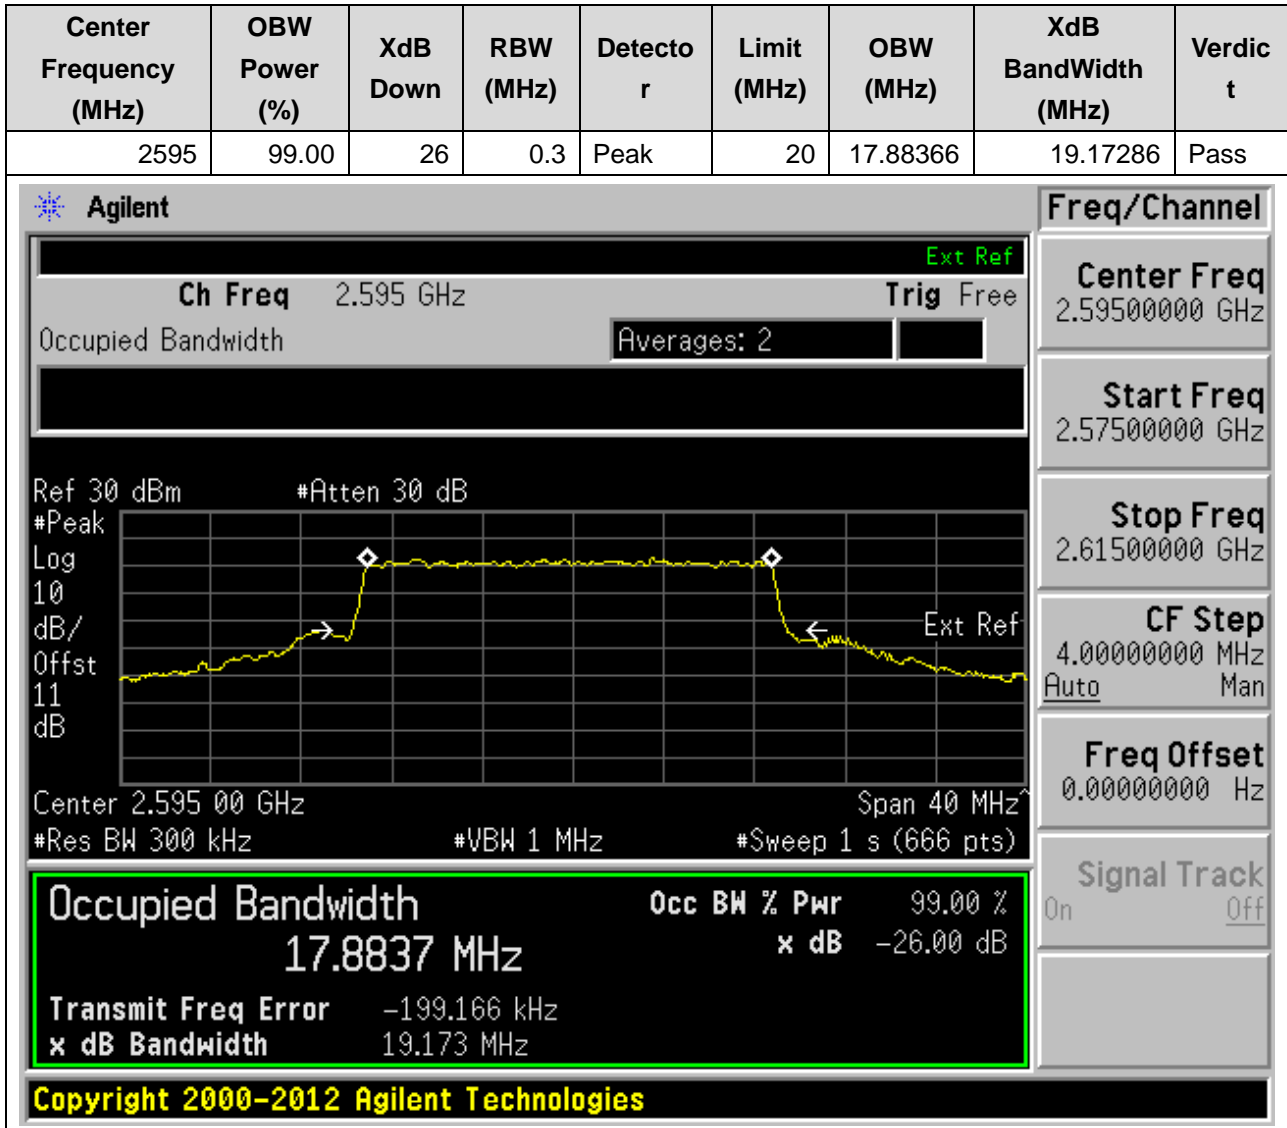 Center Frequency (MHz) OBW Power (%) XdB Down RBW (MHz) Detecto r Limit (MHz) OBW (MHz) XdB BandWidth (MHz) Verdic t
2595 99.00 26 0.3 Peak 20 17.88366 19.17286 Pass
Agilent
Freq/Channel
Ext Ref
Ch Freq 2.595 GHz Trig Free
Occupied Bandwidth Averages: 2
Center Freq
2.59500000 GHz
Start Freq
2.57500000 GHz
Stop Freq
2.61500000 GHz
CF Step
4.00000000 MHz
Auto Man
Freq Offset
0.00000000 Hz
Signal Track
On Off
Ref 30 dBm #Atten 30 dB
#Peak
Log
10
dB/
Offst
11
dB
Ext Ref
Center 2.595 00 GHz Span 40 MHz^
#Res BW 300 kHz #VBW 1 MHz #Sweep 1 s (666 pts)
Occupied Bandwidth
17.8837 MHz
Occ BW % Pwr 99.00 %
x dB -26.00 dB
Transmit Freq Error -199.166 kHz
x dB Bandwidth 19.173 MHz
Copyright 2000-2012 Agilent Technologies